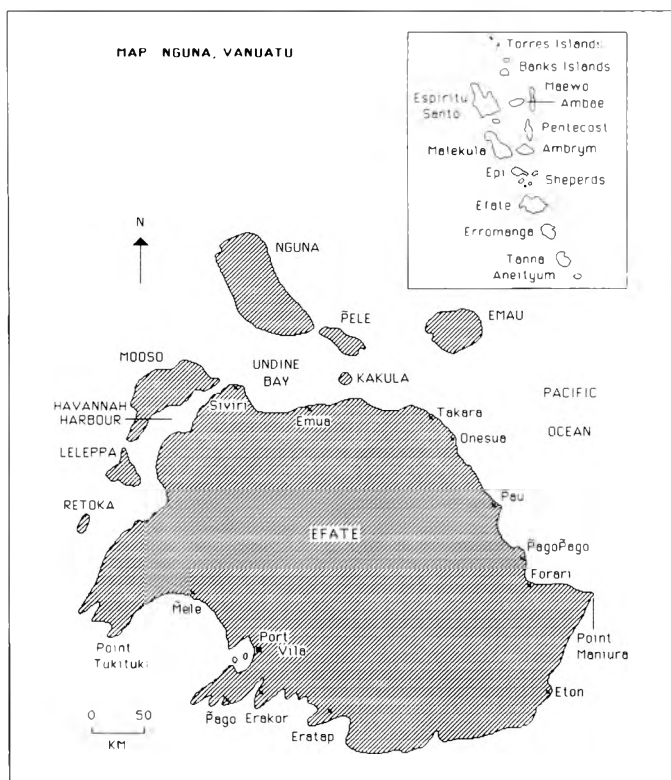 MAP NGUNA, VANUATU
Torres Islands
Banks Islands
Maewo
Ambae
Espiritu
Santo
Pentecost
Malekula
Ambrym
Epi
Sheperds
Efate
Erromanga
Tanna
Aneityum
N
NGUNA
P̃ELE
EMAU
MOOSO
UNDINE
BAY
KAKULA
PACIFIC
OCEAN
HAVANNAH
HARBOUR
Siviri
Emua
Takara
Onesua
LELEPPA
RETOKA
P̃au
EFATE
P̃agoP̃ago
Forari
M̃eile
Point
Tukituki
Port
Vila
Point
Maniura
P̃ago
Erakor
Eratap
Eton
0 50
KM